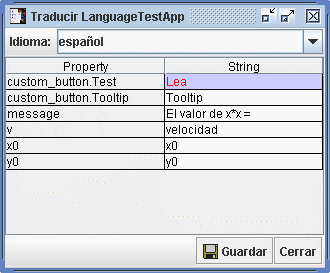 Traducir LanguageTestApp
Idioma: español
Property String
custom_button.Test Lea
custom_button.Tooltip Tooltip
message El valor de x*x =
v velocidad
x0 x0
y0 y0
Guardar Cerrar